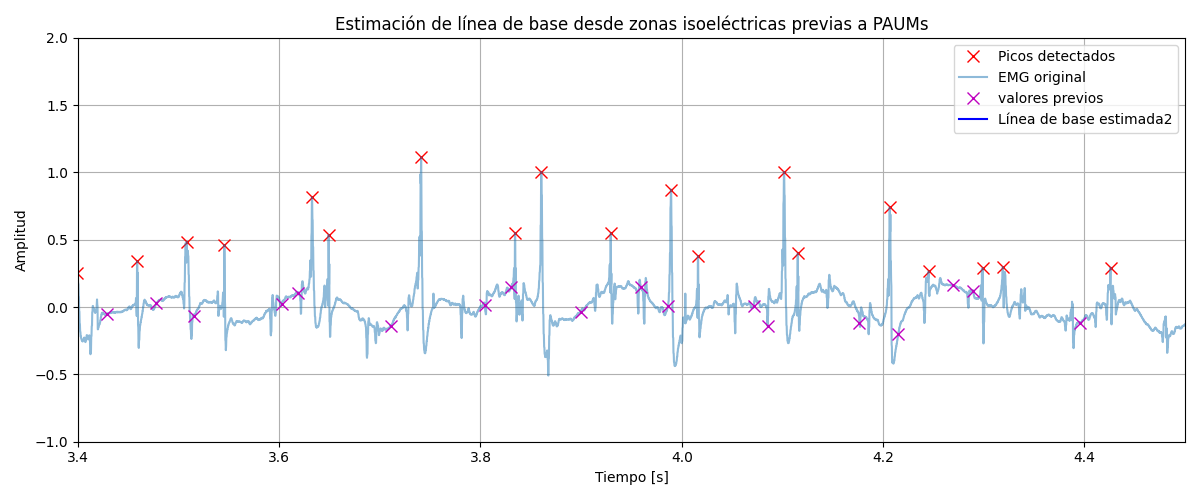 Estimación de línea de base desde zonas isoeléctricas previas a PAUMs
Picos detectados
EMG original
valores previos
Línea de base estimada2
Amplitud
2.0
1.5
1.0
0.5
0.0
−0.5
−1.0
3.4
3.6
3.8
4.0
4.2
4.4
Tiempo [s]